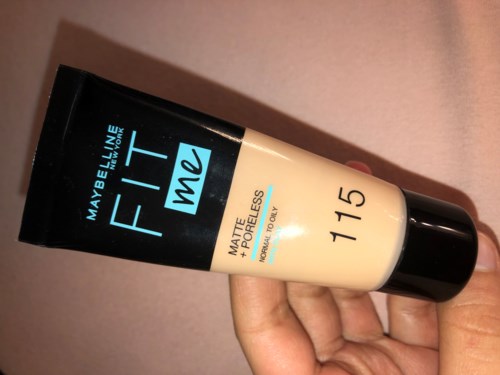 MAYBELLINE
NEW YORK
FIT
me
MATTE
+ PORELESS
NORMAL TO OILY
115